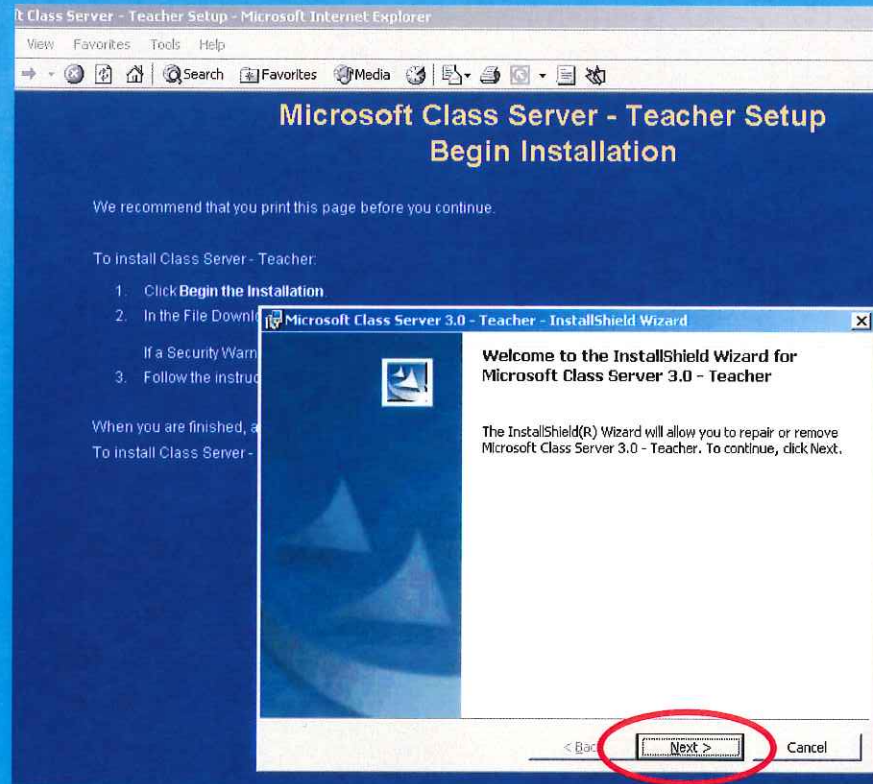 t Class Server - Teacher Setup - Microsoft Internet Explorer
View Favorites Tools Help
Search Favorites Media
Microsoft Class Server - Teacher Setup
Begin Installation
We recommend that you print this page before you continue.
To install Class Server - Teacher:
1. Click Begin the Installation.
2. In the File Downl
If a Security Warn
3. Follow the instruc
When you are finished, a
To install Class Server -
Microsoft Class Server 3.0 - Teacher - InstallShield Wizard
Welcome to the InstallShield Wizard for
Microsoft Class Server 3.0 - Teacher
The InstallShield(R) Wizard will allow you to repair or remove
Microsoft Class Server 3.0 - Teacher. To continue, click Next.
< Bac Next > Cancel